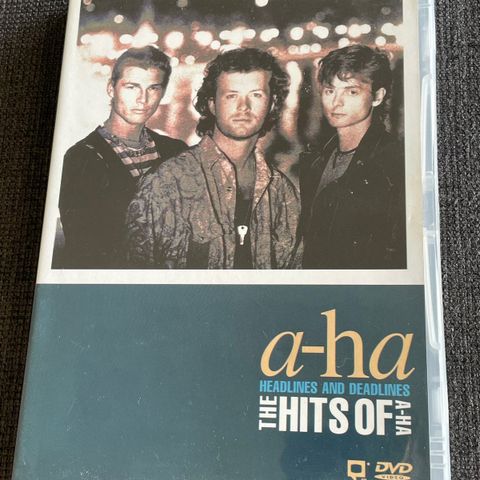 a-ha
HEADLINES AND DEADLINES
THE HITS OF A-HA
DVD
VIDEO